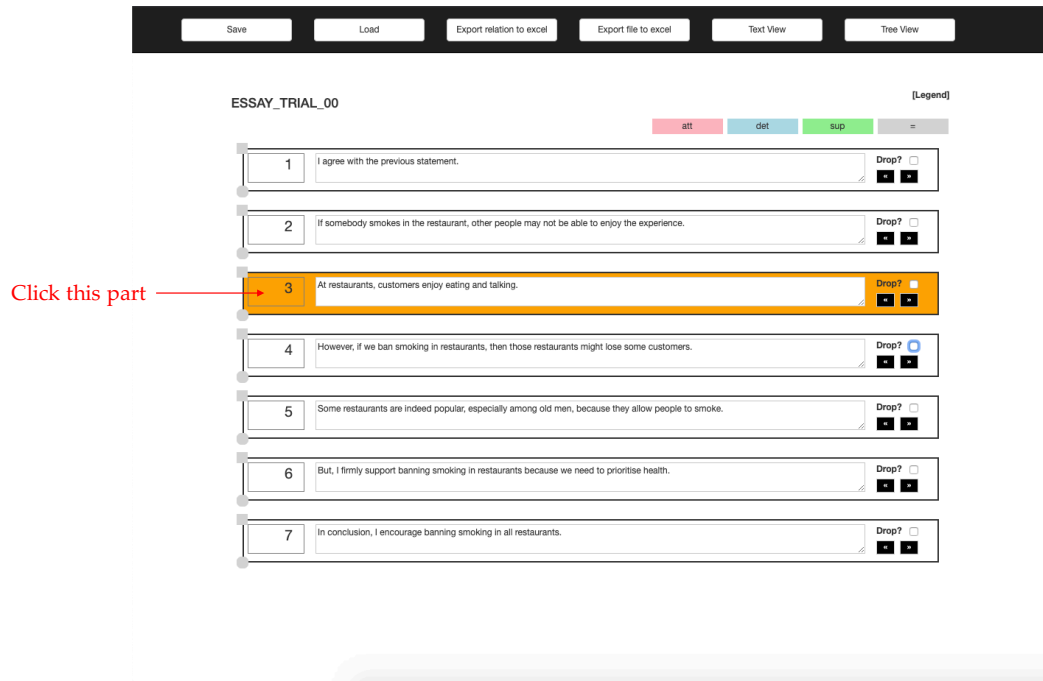 Save Load Export relation to excel Export file to excel Text View Tree View
[Legend]
ESSAY_TRIAL_00
att det sup =
1 I agree with the previous statement. Drop?
« »
2 If somebody smokes in the restaurant, other people may not be able to enjoy the experience. Drop?
« »
Click this part
3 At restaurants, customers enjoy eating and talking. Drop?
« »
4 However, if we ban smoking in restaurants, then those restaurants might lose some customers. Drop?
« »
5 Some restaurants are indeed popular, especially among old men, because they allow people to smoke. Drop?
« »
6 But, I firmly support banning smoking in restaurants because we need to prioritise health. Drop?
« »
7 In conclusion, I encourage banning smoking in all restaurants. Drop?
« »